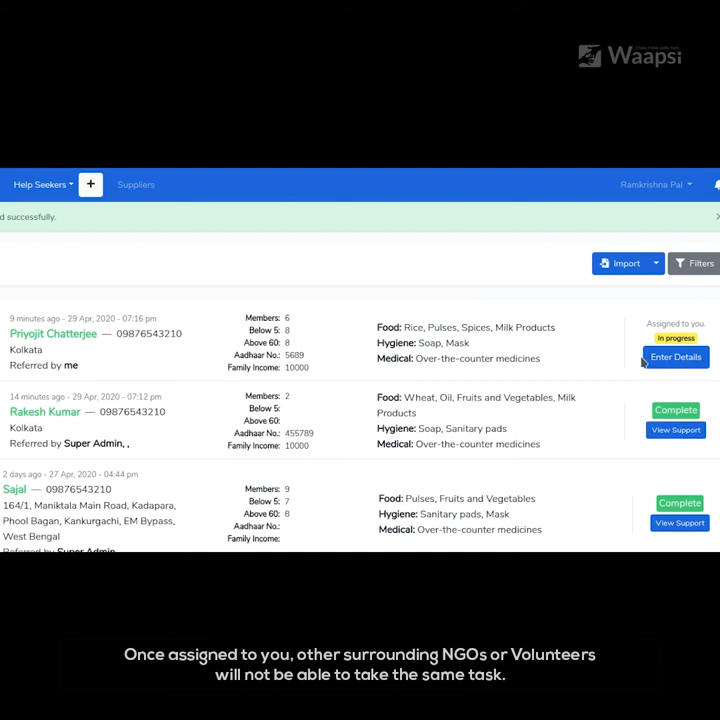 Waapsi
Help Seekers
+
Suppliers
Ramkrishna Pal
d successfully.
×
Import
Filters
9 minutes ago - 29 Apr, 2020 - 07:16 pm
Priyojit Chatterjee — 09876543210
Kolkata
Referred by me
Members: 6
Below 5: 8
Above 60: 8
Aadhaar No.: 5689
Family Income: 10000
Food: Rice, Pulses, Spices, Milk Products
Hygiene: Soap, Mask
Medical: Over-the-counter medicines
Assigned to you.
In progress
Enter Details
14 minutes ago - 29 Apr, 2020 - 07:12 pm
Rakesh Kumar — 09876543210
Kolkata
Referred by Super Admin, ,
Members: 2
Below 5:
Above 60:
Aadhaar No.: 455789
Family Income: 10000
Food: Wheat, Oil, Fruits and Vegetables, Milk
Products
Hygiene: Soap, Sanitary pads
Medical: Over-the-counter medicines
Complete
View Support
2 days ago - 27 Apr, 2020 - 04:44 pm
Sajal — 09876543210
164/1, Maniktala Main Road, Kadapara,
Phool Bagan, Kankurgachi, EM Bypass,
West Bengal
Referred by Super Admin
Members: 9
Below 5: 7
Above 60: 8
Aadhaar No.:
Family Income:
Food: Pulses, Fruits and Vegetables
Hygiene: Sanitary pads, Mask
Medical: Over-the-counter medicines
Complete
View Support
Once assigned to you, other surrounding NGOs or Volunteers
will not be able to take the same task.